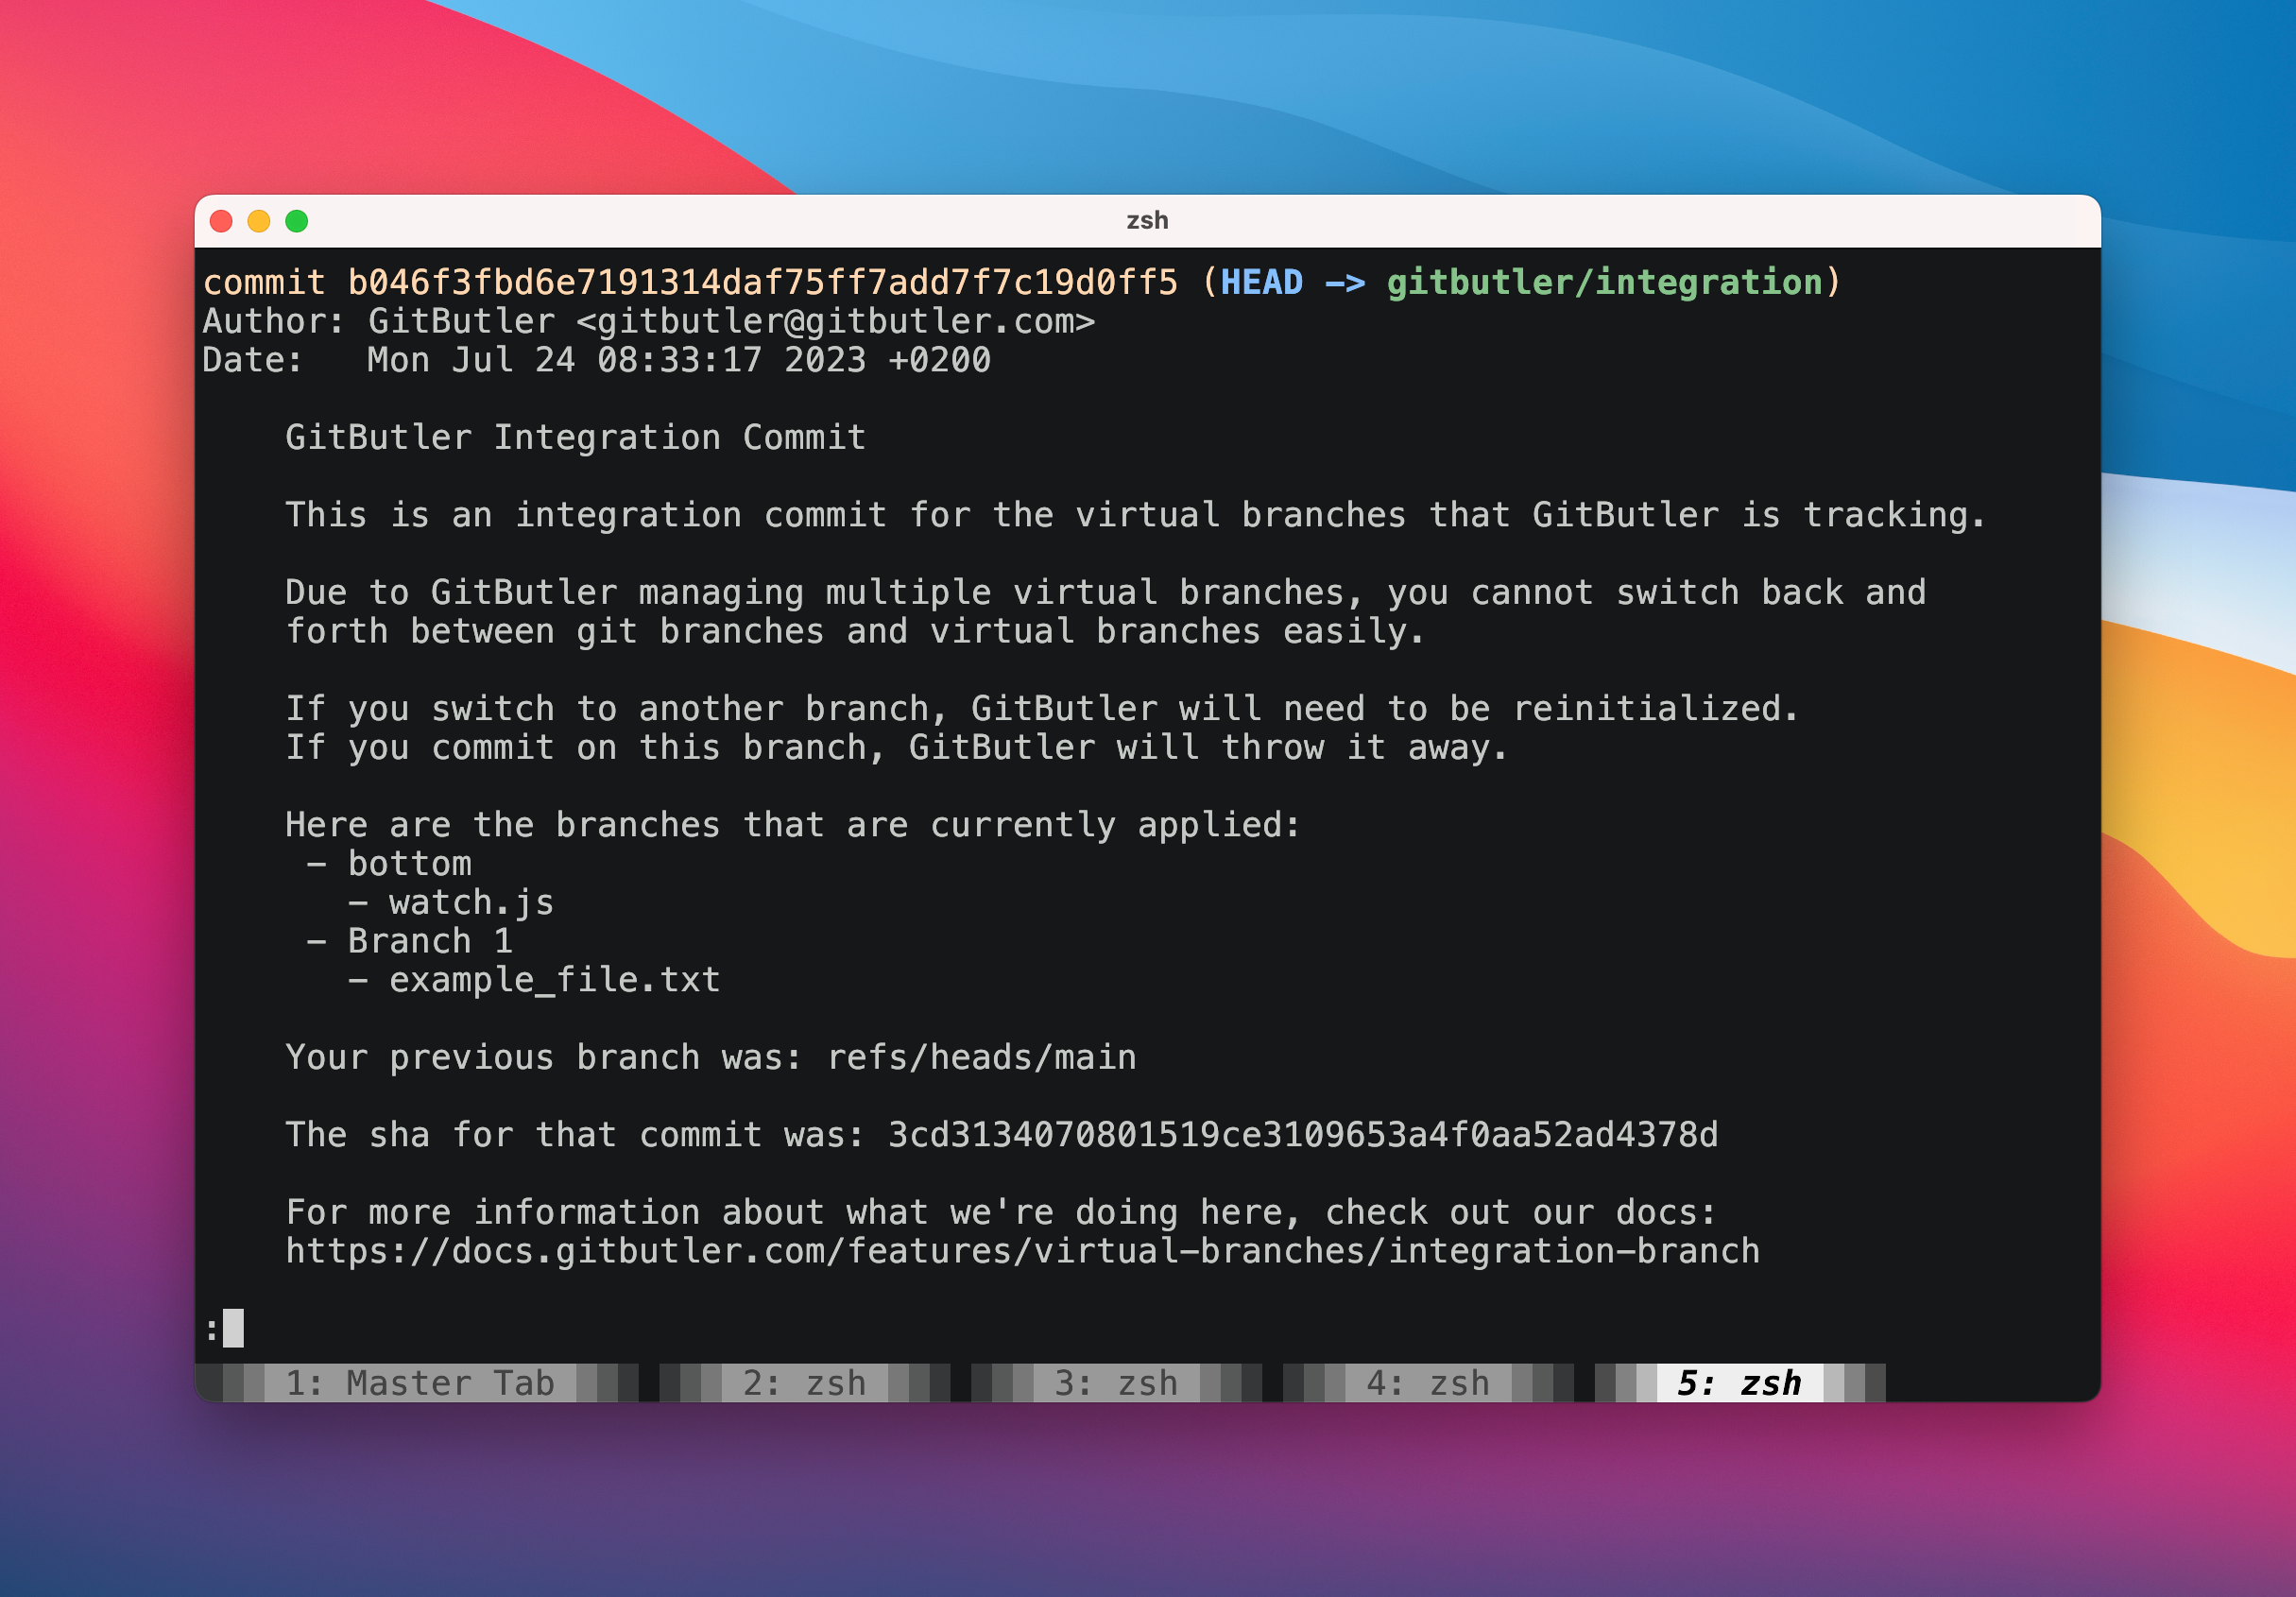 zsh
commit b046f3fbd6e7191314daf75ff7add7f7c19d0ff5 (HEAD -> gitbutler/integration)
Author: GitButler <gitbutler@gitbutler.com>
Date:   Mon Jul 24 08:33:17 2023 +0200
GitButler Integration Commit
This is an integration commit for the virtual branches that GitButler is tracking.
Due to GitButler managing multiple virtual branches, you cannot switch back and
forth between git branches and virtual branches easily.
If you switch to another branch, GitButler will need to be reinitialized.
If you commit on this branch, GitButler will throw it away.
Here are the branches that are currently applied:
- bottom
- watch.js
- Branch 1
- example_file.txt
Your previous branch was: refs/heads/main
The sha for that commit was: 3cd3134070801519ce3109653a4f0aa52ad4378d
For more information about what we're doing here, check out our docs:
https://docs.gitbutler.com/features/virtual-branches/integration-branch
:
1: Master Tab 2: zsh 3: zsh 4: zsh 5: zsh